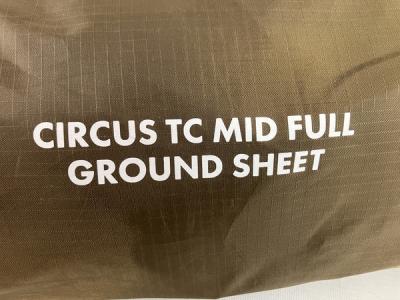 CIRCUS TC MID FULL
GROUND SHEET